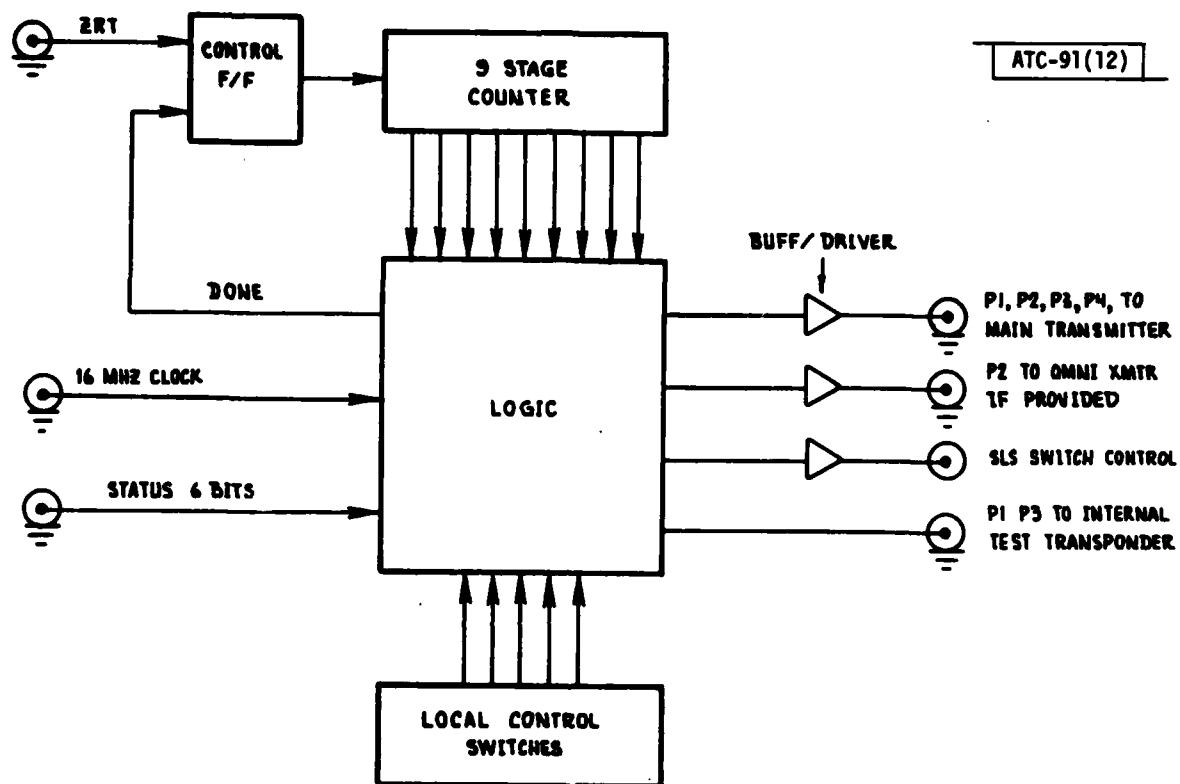 ZRT
CONTROL
F/F
9 STAGE
COUNTER
ATC-91(12)
BUFF/DRIVER
DONE
P1, P2, P3, P4, TO
MAIN TRANSMITTER
16 MHZ CLOCK
LOGIC
P2 TO OMNI XMTR
IF PROVIDED
SLS SWITCH CONTROL
STATUS 6 BITS
P1 P3 TO INTERNAL
TEST TRANSPONDER
LOCAL CONTROL
SWITCHES